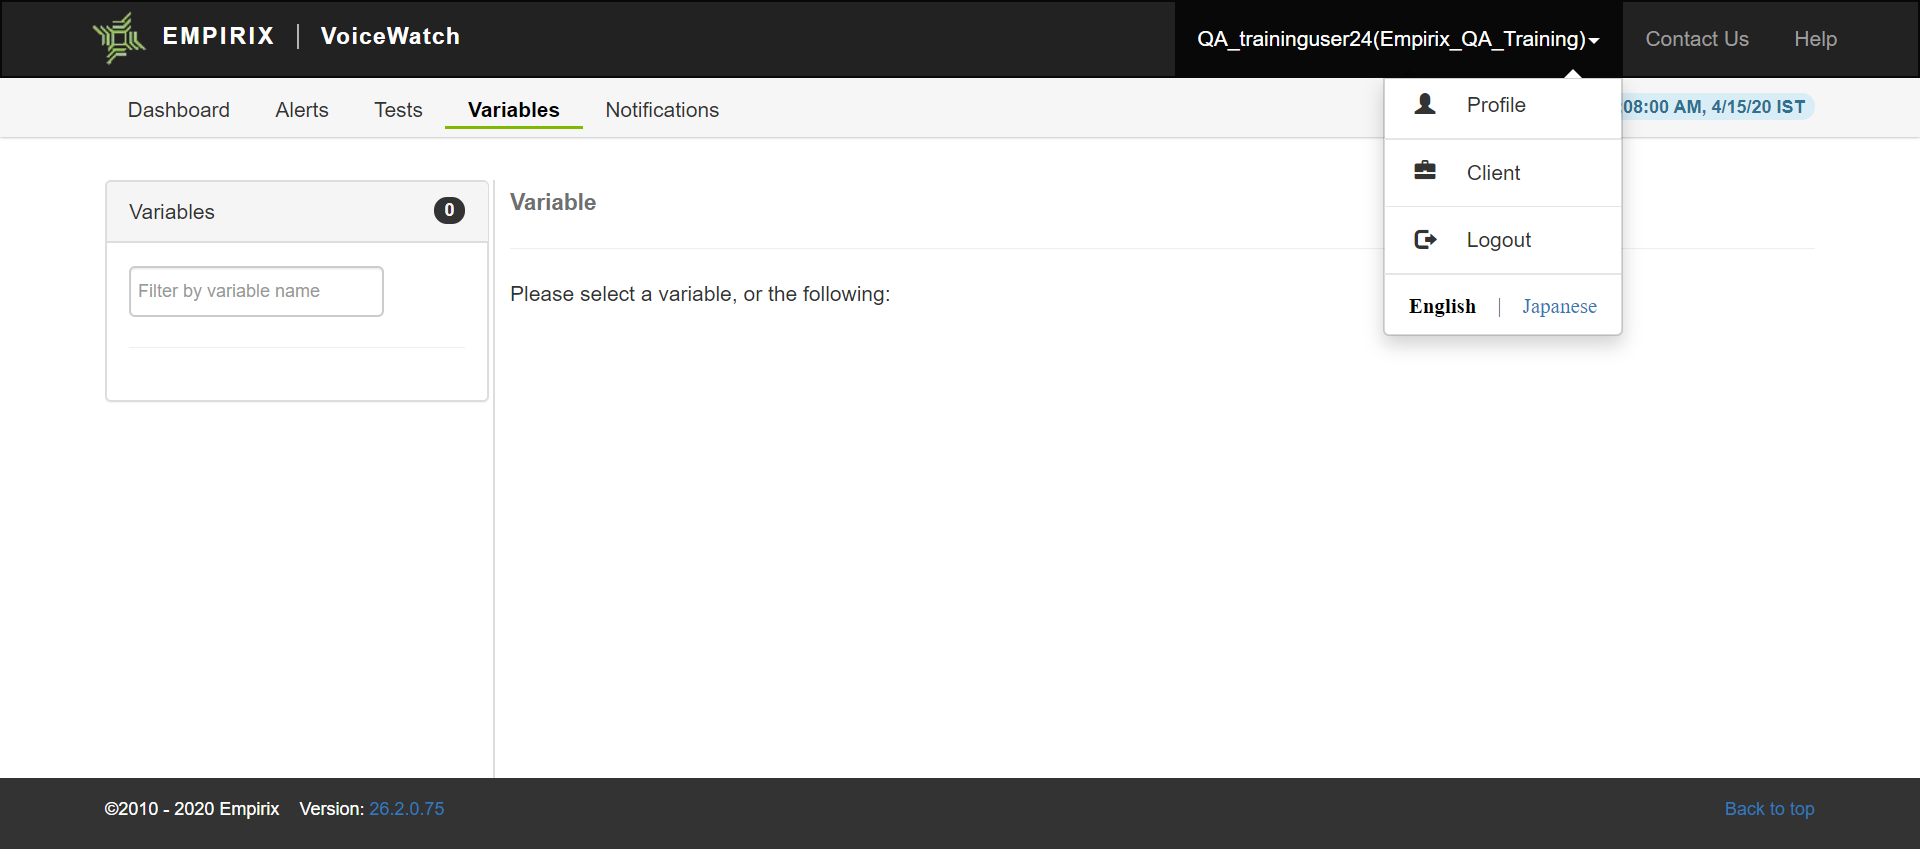 EMPIRIX | VoiceWatch
QA_traininguser24(Empirix_QA_Training)
Contact Us
Help
Dashboard
Alerts
Tests
Variables
Notifications
:08:00 AM, 4/15/20 IST
Profile
Client
Logout
English | Japanese
Variables
0
Filter by variable name
Variable
Please select a variable, or the following:
©2010 - 2020 Empirix Version: 26.2.0.75
Back to top